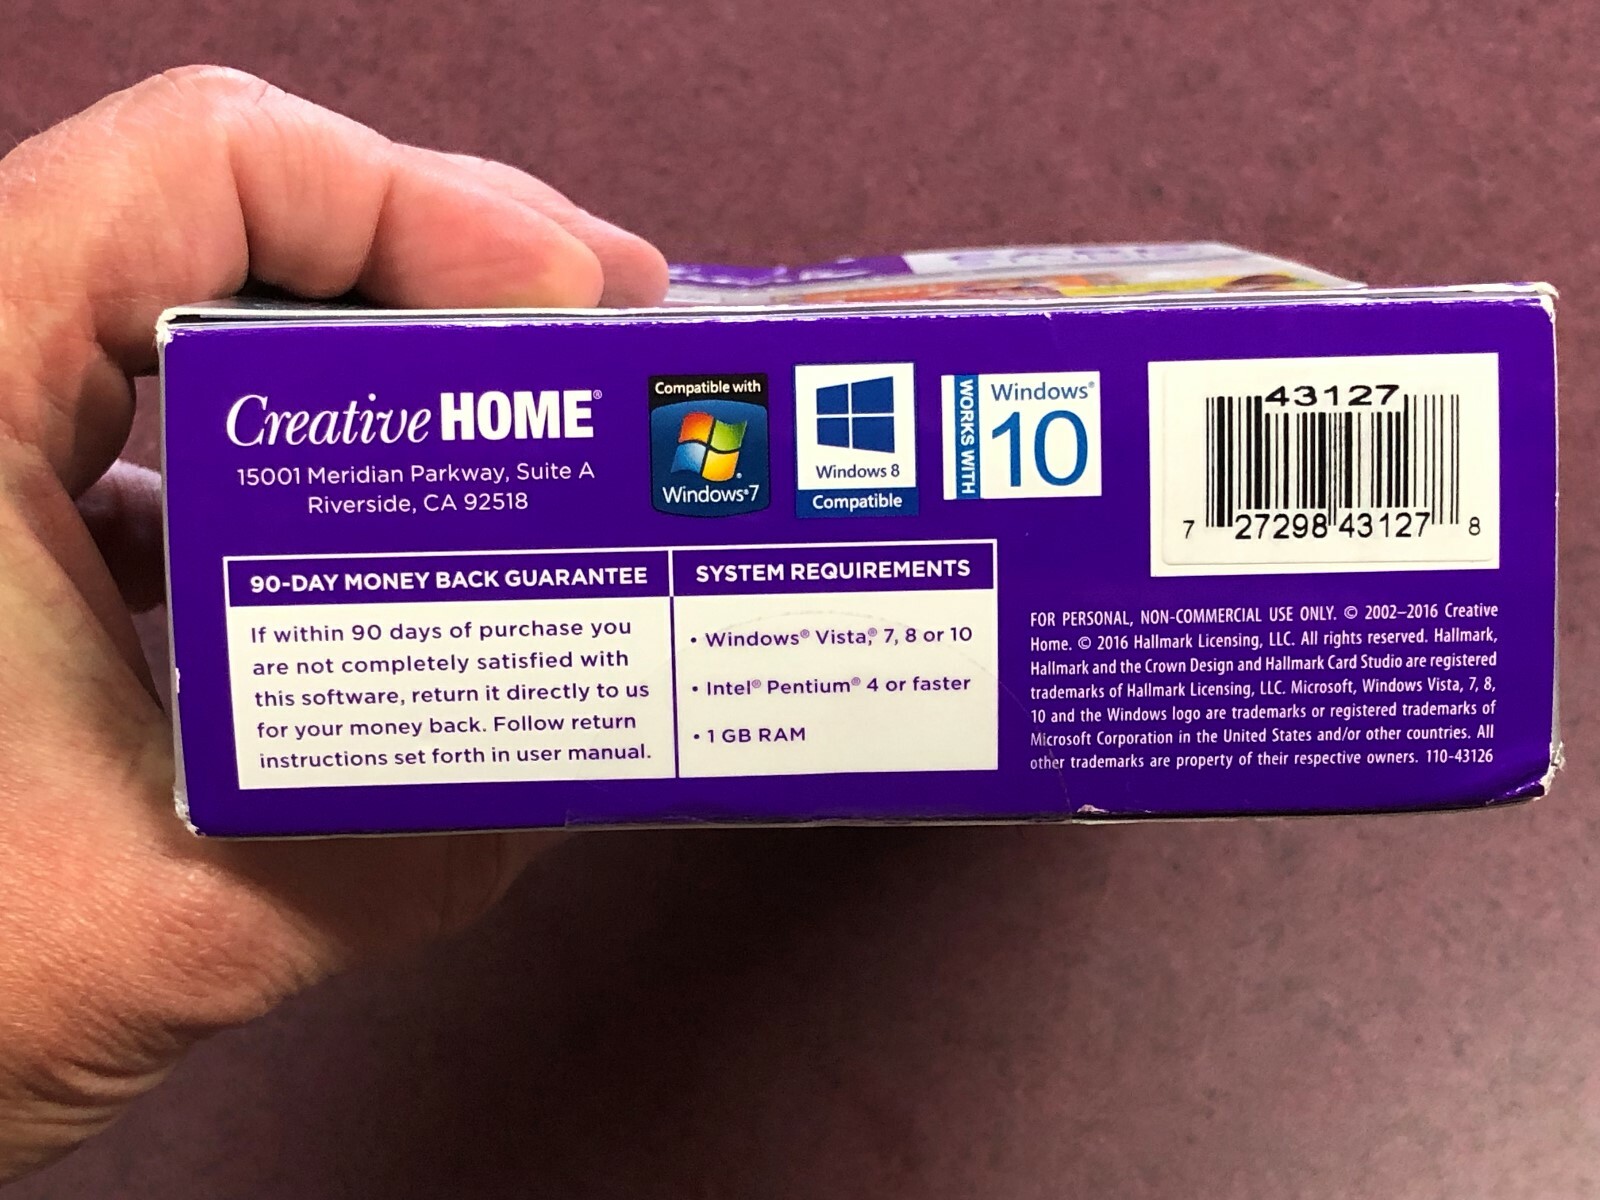 Creative HOME®
15001 Meridian Parkway, Suite A
Riverside, CA 92518
Compatible with
Windows®7
Windows 8
Compatible
WORKS WITH
Windows®
10
43127
7 27298 43127 8
90-DAY MONEY BACK GUARANTEE
If within 90 days of purchase you
are not completely satisfied with
this software, return it directly to us
for your money back. Follow return
instructions set forth in user manual.
SYSTEM REQUIREMENTS
• Windows® Vista,® 7, 8 or 10
• Intel® Pentium® 4 or faster
• 1 GB RAM
FOR PERSONAL, NON-COMMERCIAL USE ONLY. © 2002–2016 Creative
Home. © 2016 Hallmark Licensing, LLC. All rights reserved. Hallmark,
Hallmark and the Crown Design and Hallmark Card Studio are registered
trademarks of Hallmark Licensing, LLC. Microsoft, Windows Vista, 7, 8,
10 and the Windows logo are trademarks or registered trademarks of
Microsoft Corporation in the United States and/or other countries. All
other trademarks are property of their respective owners. 110-43126